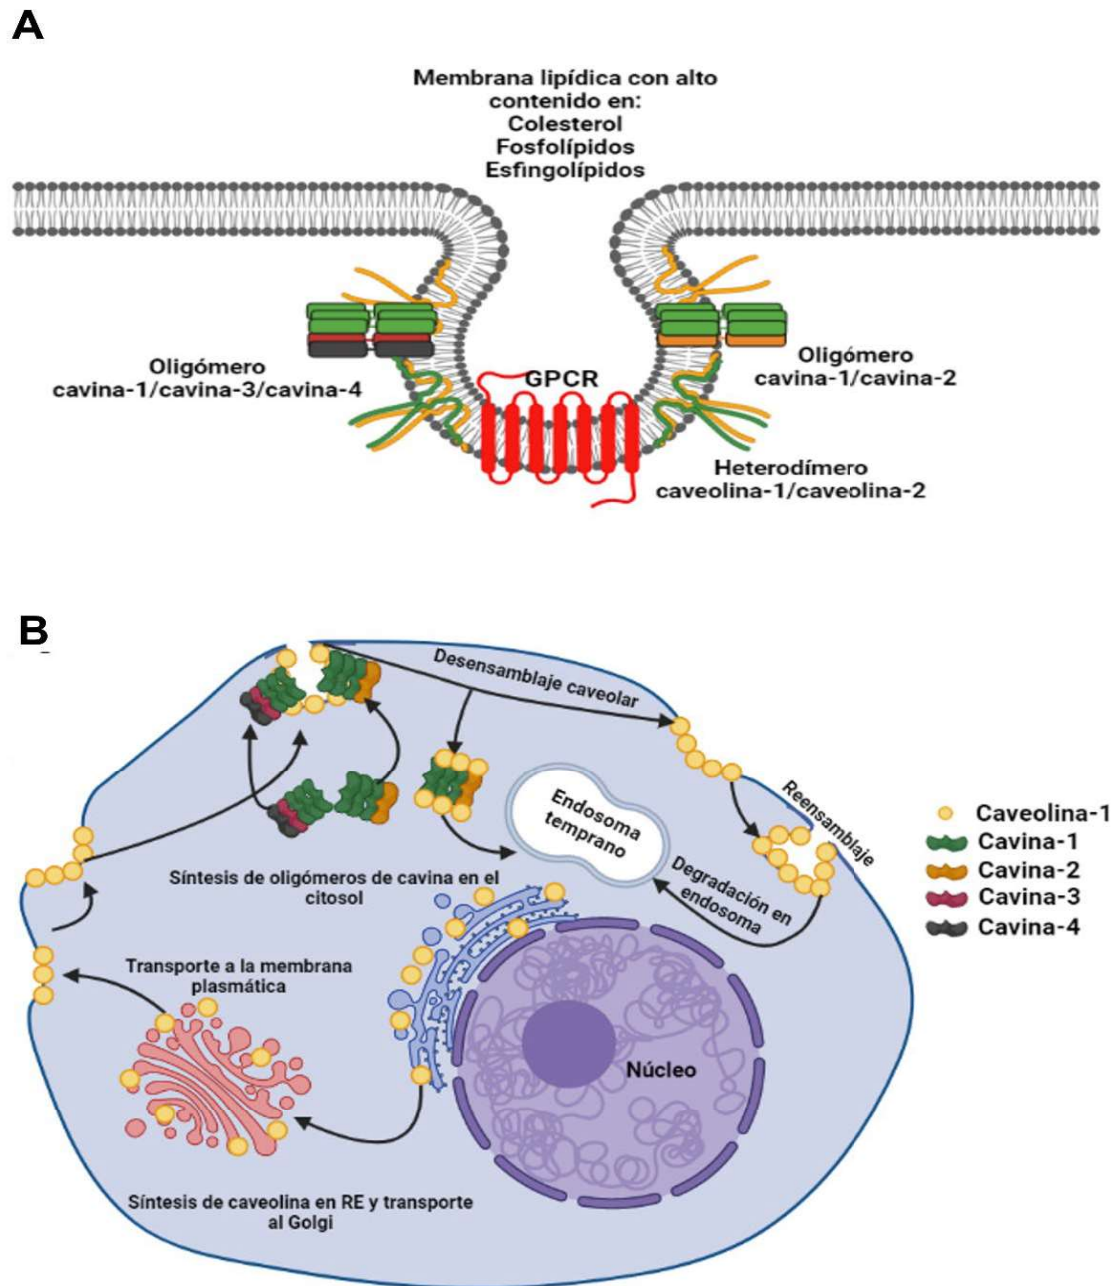 A
Membrana lipídica con alto
contenido en:
Colesterol
Fosfolípidos
Esfingolípidos
Oligómero
cavina-1/cavina-3/cavina-4
GPCR
Oligómero
cavina-1/cavina-2
Heterodímero
caveolina-1/caveolina-2
B
Desensamblaje caveolar
Reensamblaje
Endosoma
temprano
Degradación en
endosoma
Síntesis de oligómeros de cavina en el
citosol
Transporte a la membrana
plasmática
Núcleo
Síntesis de caveolina en RE y transporte
al Golgi
Caveolina-1
Cavina-1
Cavina-2
Cavina-3
Cavina-4